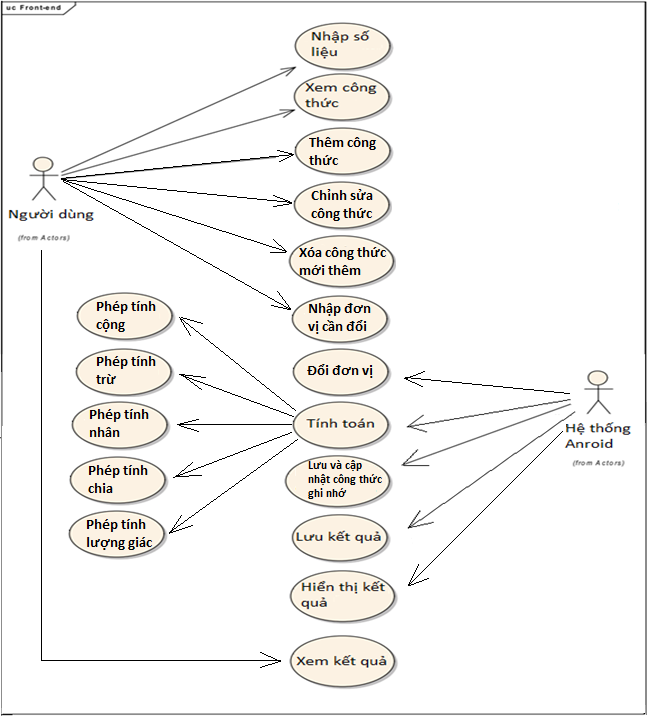 uc Front-end
Nhập số
liệu
Xem công
thức
Thêm công
thức
Chỉnh sửa
công thức
Xóa công thức
mới thêm
Nhập đơn
vị cần đổi
Người dùng
(from Actors)
Phép tính
cộng
Phép tính
trừ
Phép tính
nhân
Phép tính
chia
Phép tính
lượng giác
Đổi đơn vị
Tính toán
Lưu và cập
nhật công thức
ghi nhớ
Lưu kết quả
Hiển thị kết
quả
Xem kết quả
Hệ thống
Anroid
(from Actors)